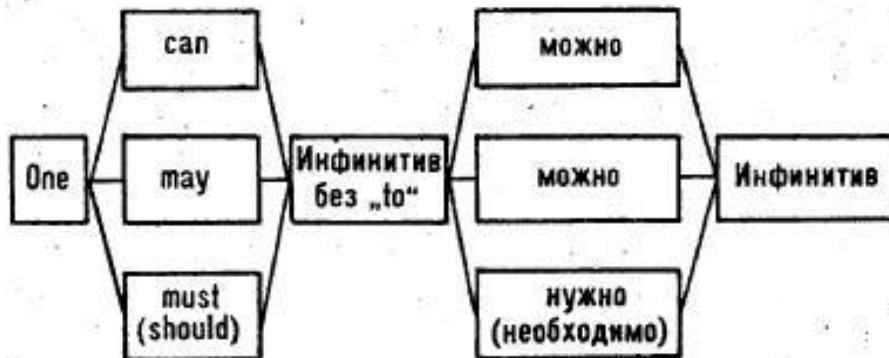 can
можно
One
may
Инфинитив
без „to“
можно
Инфинитив
must
(should)
нужно
(необходимо)